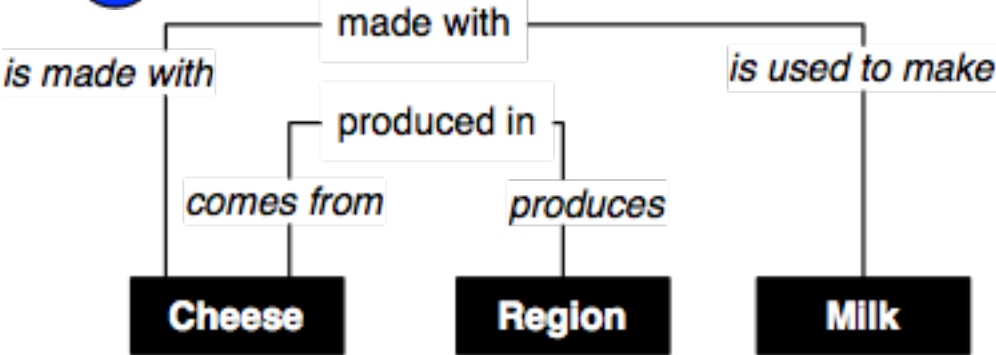 made with
is made with
is used to make
produced in
comes from
produces
Cheese
Region
Milk